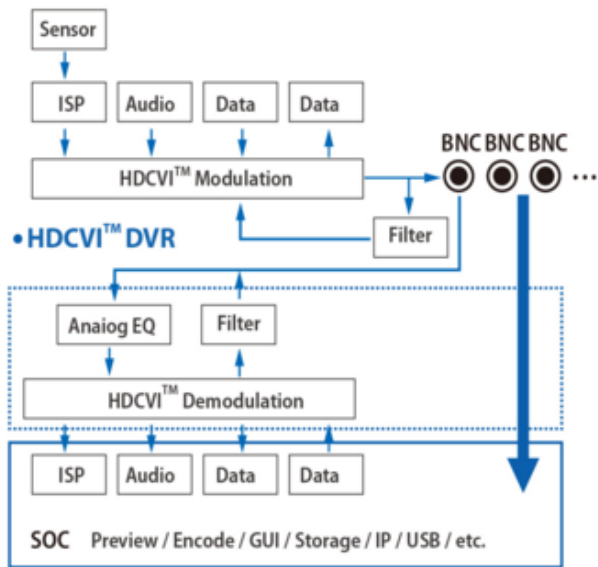 Sensor
ISP Audio Data Data
BNC BNC BNC
HDCVI™ Modulation
...
Filter
•HDCVI™ DVR
Anaiog EQ Filter
HDCVI™ Demodulation
ISP Audio Data Data
SOC Preview / Encode / GUI / Storage / IP / USB / etc.